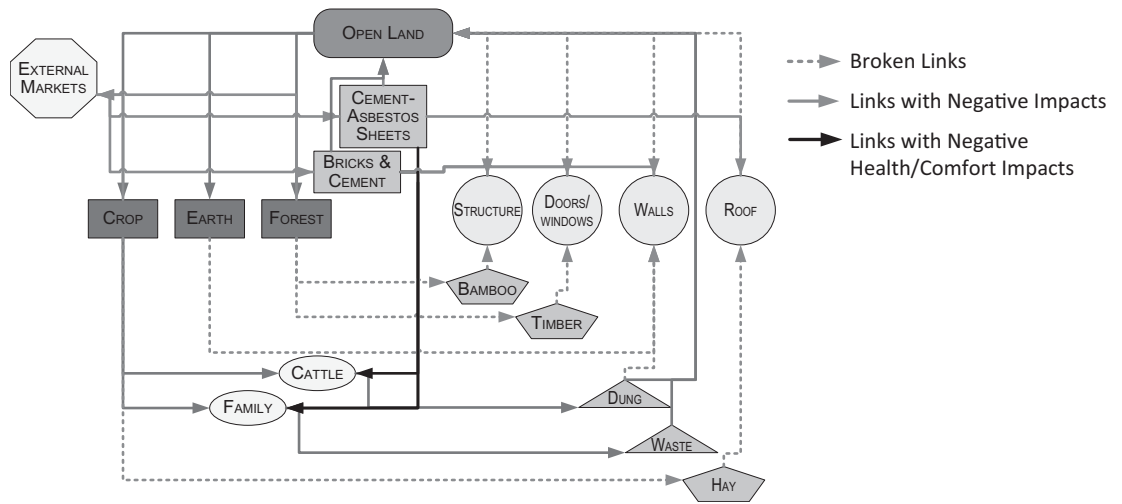 OPEN LAND
EXTERNAL
MARKETS
CEMENT-
ASBESTOS
SHEETS
BRICKS &
CEMENT
CROP
EARTH
FOREST
STRUCTURE
DOORS/
WINDOWS
WALLS
ROOF
BAMBOO
TIMBER
CATTLE
FAMILY
DUNG
WASTE
HAY
Broken Links
Links with Negative Impacts
Links with Negative
Health/Comfort Impacts